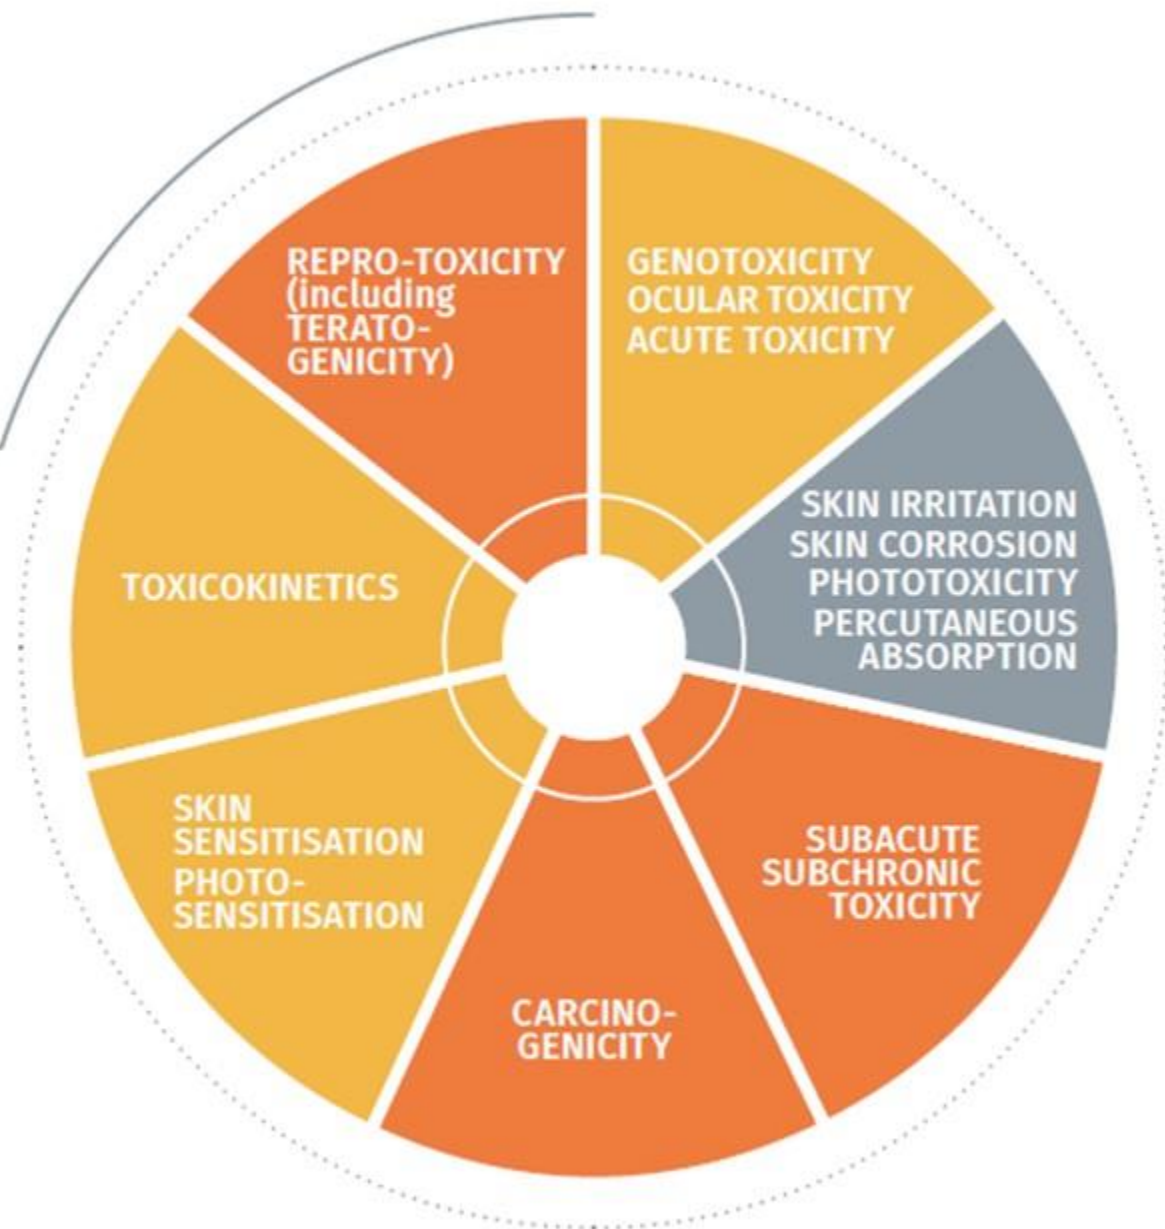 REPRO-TOXICITY
(including
TERATO-
GENICITY)
GENOTOXICITY
OCULAR TOXICITY
ACUTE TOXICITY
SKIN IRRITATION
SKIN CORROSION
PHOTOTOXICITY
PERCUTANEOUS
ABSORPTION
SUBACUTE
SUBCHRONIC
TOXICITY
CARCINO-
GENICITY
SKIN
SENSITISATION
PHOTO-
SENSITISATION
TOXICOKINETICS